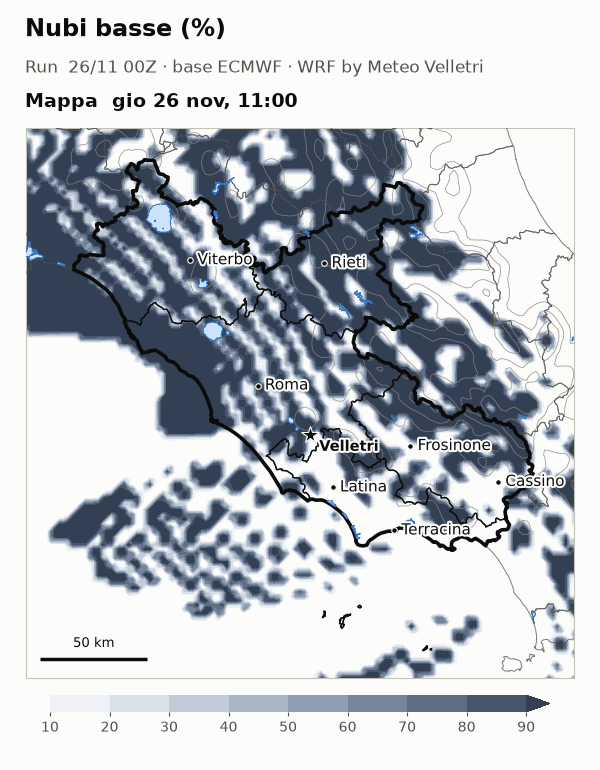 Nubi basse (%)
Run  26/11 00Z · base ECMWF · WRF by Meteo Velletri
Mappa  gio 26 nov, 11:00
Viterbo
Rieti
Roma
Velletri
Frosinone
Latina
Cassino
Terracina
50 km
10 20 30 40 50 60 70 80 90